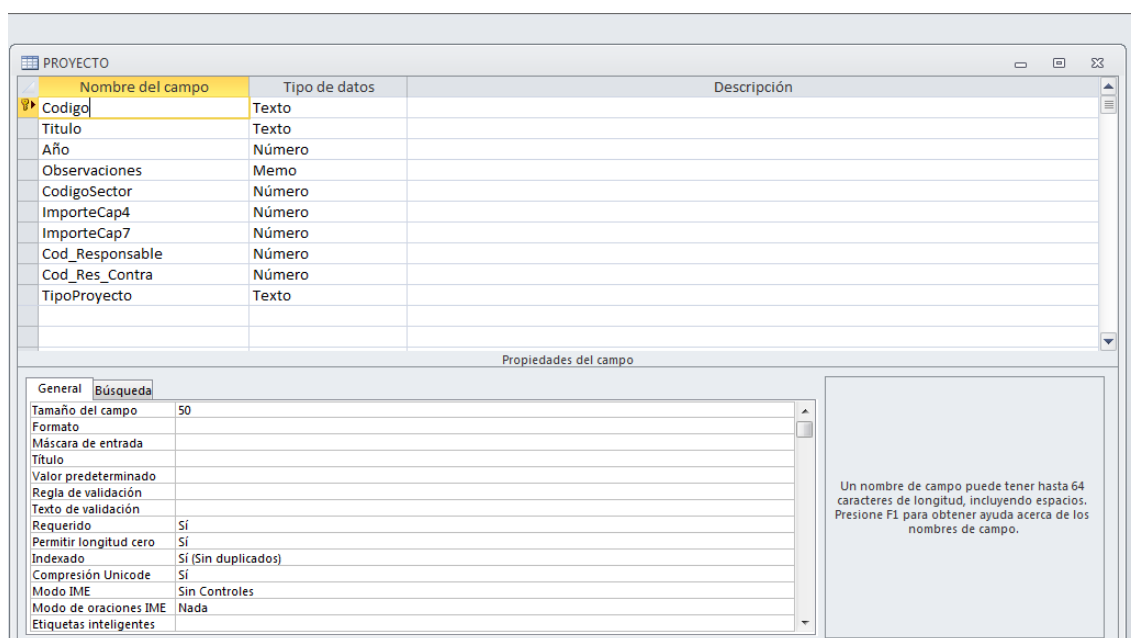 PROYECTO
Nombre del campo Tipo de datos Descripción
Codigo Texto
Titulo Texto
Año Número
Observaciones Memo
CodigoSector Número
ImporteCap4 Número
ImporteCap7 Número
Cod_Responsable Número
Cod_Res_Contra Número
TipoProyecto Texto
Propiedades del campo
General Búsqueda
Tamaño del campo 50
Formato
Máscara de entrada
Título
Valor predeterminado
Regla de validación
Texto de validación
Requerido Sí
Permitir longitud cero Sí
Indexado Sí (Sin duplicados)
Compresión Unicode Sí
Modo IME Sin Controles
Modo de oraciones IME Nada
Etiquetas inteligentes
Un nombre de campo puede tener hasta 64
caracteres de longitud, incluyendo espacios.
Presione F1 para obtener ayuda acerca de los
nombres de campo.